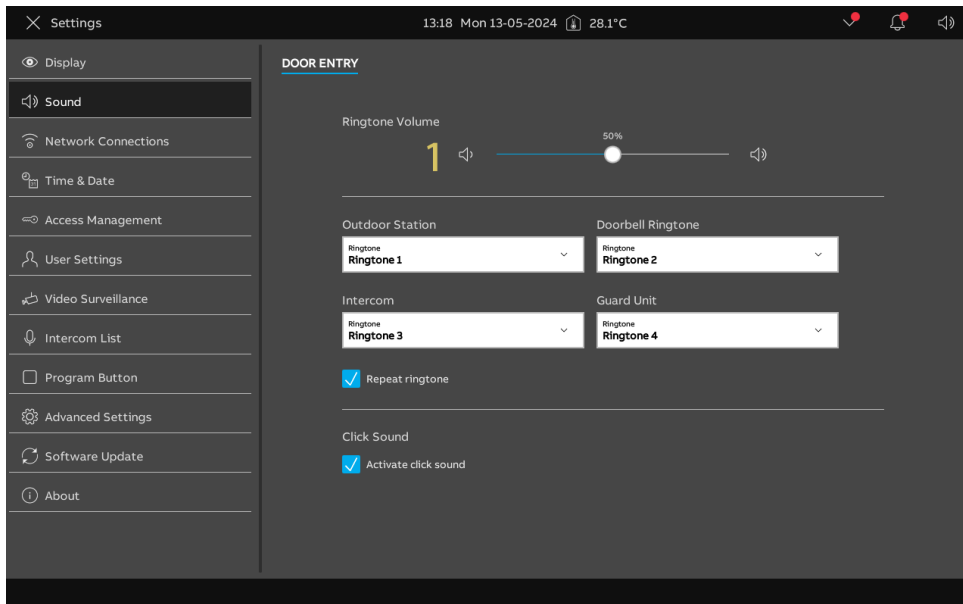 Settings
13:18 Mon 13-05-2024 28.1°C
Display
Sound
Network Connections
Time & Date
Access Management
User Settings
Video Surveillance
Intercom List
Program Button
Advanced Settings
Software Update
About
DOOR ENTRY
Ringtone Volume
50%
1
Outdoor Station
Ringtone
Ringtone 1
Doorbell Ringtone
Ringtone
Ringtone 2
Intercom
Ringtone
Ringtone 3
Guard Unit
Ringtone
Ringtone 4
Repeat ringtone
Click Sound
Activate click sound